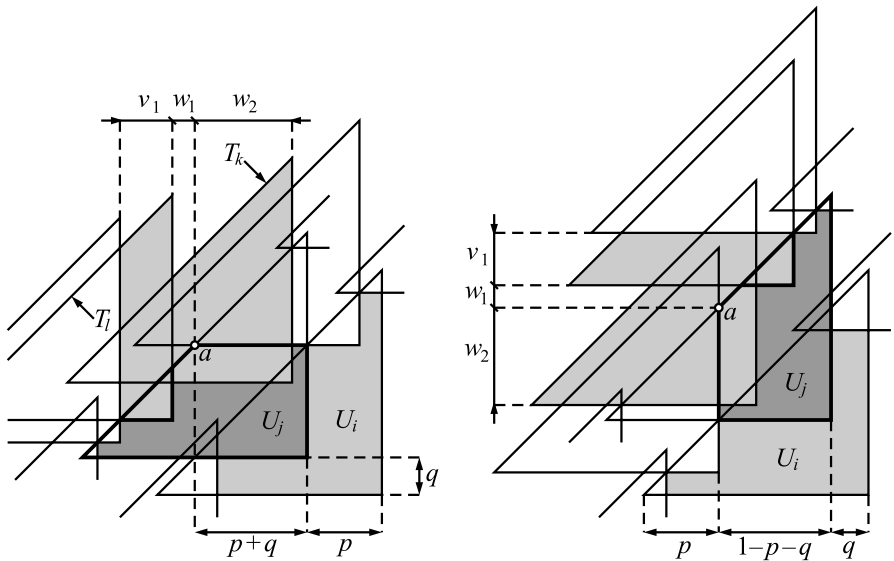 v₁ w₁ w₂
Tₖ
Tₗ
a
Uⱼ Uᵢ
q
p+q p
v₁
w₁
w₂
a
Uⱼ
Uᵢ
p 1−p−q q